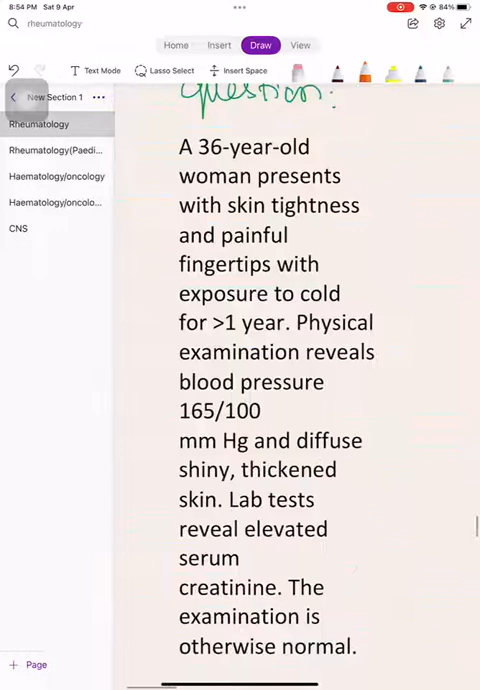 8:54 PM Sat 9 Apr
84%
rheumatology
Home Insert Draw View
Text Mode Lasso Select Insert Space
New Section 1
question:
Rheumatology
Rheumatology(Paedi...
Haematology/oncology
Haematology/oncolo...
CNS
A 36-year-old
woman presents
with skin tightness
and painful
fingertips with
exposure to cold
for >1 year. Physical
examination reveals
blood pressure
165/100
mm Hg and diffuse
shiny, thickened
skin. Lab tests
reveal elevated
serum
creatinine. The
examination is
otherwise normal.
+ Page